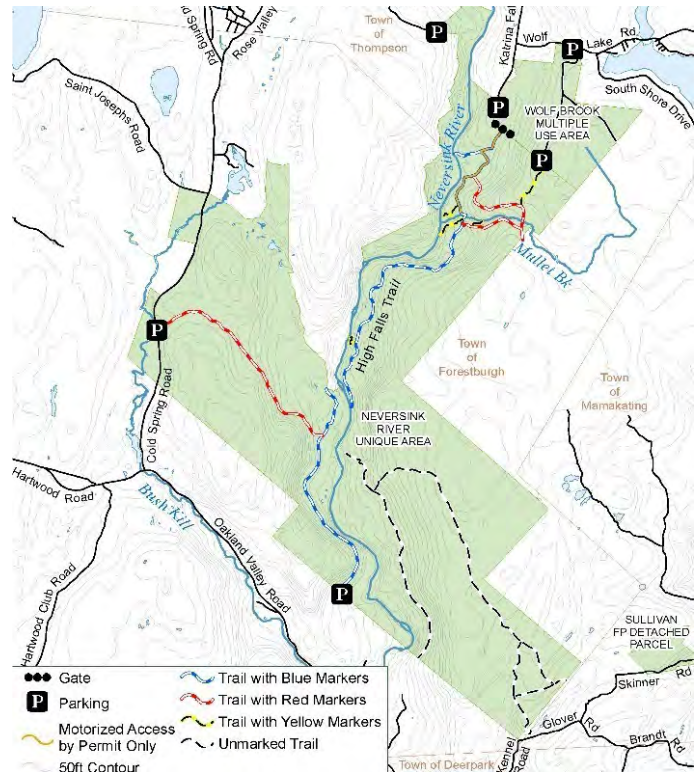 Town of
Thompson
Cold Spring Rd
Rose Valley
Katrina Fall
Wolf
Lake
Rd
South Shore Drive
P
P
P
P
P
P
Saint Josephs Road
WOLF BROOK
MULTIPLE
USE AREA
Neversink River
Mullet Bk
High Falls Trail
Town
of
Forestburgh
Town
of
Mamakating
Cold Spring Road
NEVERSINK
RIVER
UNIQUE AREA
Hartwood
Road
Bush Kill
Oakland Valley Road
Hartwood Club Road
SULLIVAN
FP DETACHED
PARCEL
Skinner
Rd
Glover
Rd
Brandt
Rd
Kennel
Road
Town of Deerpark
Gate
P Parking
Motorized Access
by Permit Only
50ft Contour
Trail with Blue Markers
Trail with Red Markers
Trail with Yellow Markers
Unmarked Trail